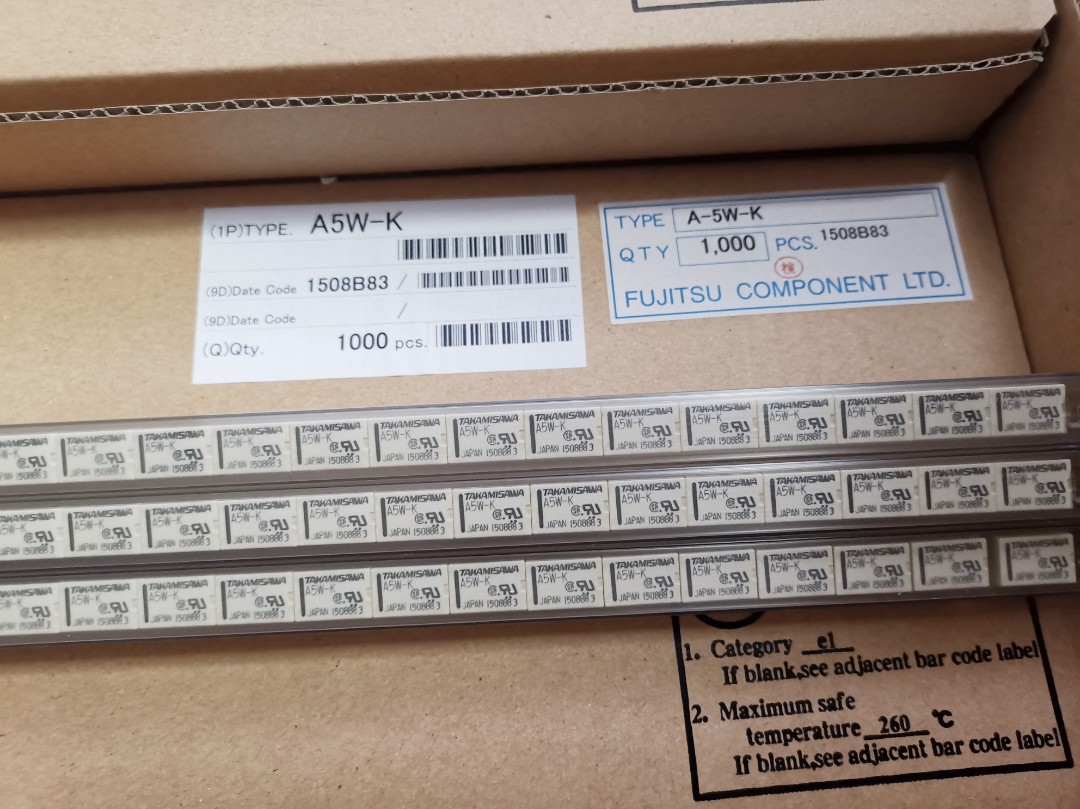 (1P)TYPE. A5W-K
(9D)Date Code 1508B83 /
(9D)Date Code /
(Q)Qty. 1000 pcs.
TYPE A-5W-K
QTY 1,000 PCS. 1508B83
検
FUJITSU COMPONENT LTD.
TAKAMISAWA
A5W-K
JAPAN 1508B83
1. Category e1
If blank,see adjacent bar code label
2. Maximum safe
temperature 260 ℃
If blank,see adjacent bar code label